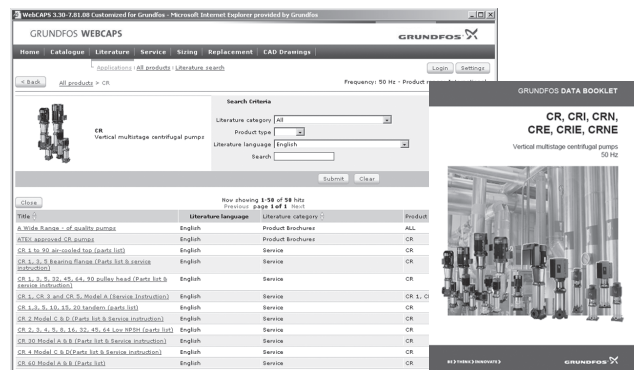 WebCAPS 3.30-7.01.00 Customized for Grundfos - Microsoft Internet Explorer provided by Grundfos
GRUNDFOS WEBCAPS
GRUNDFOS
Home Catalogue Literature Service Sizing Replacement CAD Drawings
Applications All products Literature search
Login Settings
< Back All products > CR
Frequency: 50 Hz - Product
Search Criteria
CR
Vertical multistage centrifugal pumps
Literature category All
Product type
Literature language English
Search
Submit Clear
Close
Now showing 1-50 of 50 hits
Previous page 1 of 1 Next
Title Literature language Literature category Product
A Wide Range - of quality pumps English Product Brochures ALL
ATEX approved CR pumps English Product Brochures CR
CR 1 to 90 air-cooled top (parts list) English Service CR
CR 1, 3, 5 Bearing flange (Parts list & service
instruction) English Service CR
CR 1, 3, 5, 32, 45, 64, 90 pulley head (Parts list &
service instruction) English Service CR
CR 1, CR 3 and CR 5, Model A (Service Instruction) English Service CR 1,
CR 1,3, 5, 10, 15, 20 tandem (parts list) English Service CR
CR 2 Model C & D (Parts list & Service instruction) English Service CR
CR 2, 3, 4, 5, 8, 16, 32, 45, 64 Low NPSH (parts list) English Service CR
CR 30 Model A & B (Parts list & Service instruction) English Service CR
CR 4 Model C & D(Parts list & Service instruction) English Service CR
CR 60 Model A & B (Parts list) English Service CR
GRUNDFOS DATA BOOKLET
CR, CRI, CRN,
CRE, CRIE, CRNE
Vertical multistage centrifugal pumps
50 Hz
BE > THINK > INNOVATE >
GRUNDFOS